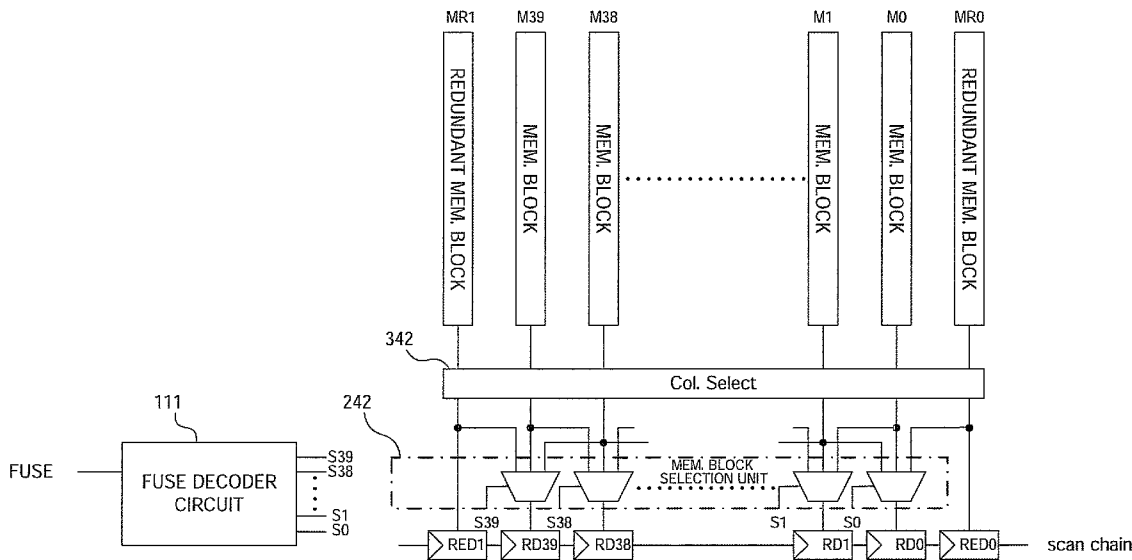 MR1 M39 M38 M1 M0 MR0
REDUNDANT MEM. BLOCK
MEM. BLOCK
MEM. BLOCK
MEM. BLOCK
MEM. BLOCK
REDUNDANT MEM. BLOCK
342
Col. Select
111
242
FUSE
FUSE DECODER
CIRCUIT
S39
S38
S1
S0
MEM. BLOCK
SELECTION UNIT
S39 S38 S1 S0
RED1 RD39 RD38 RD1 RD0 RED0 scan chain